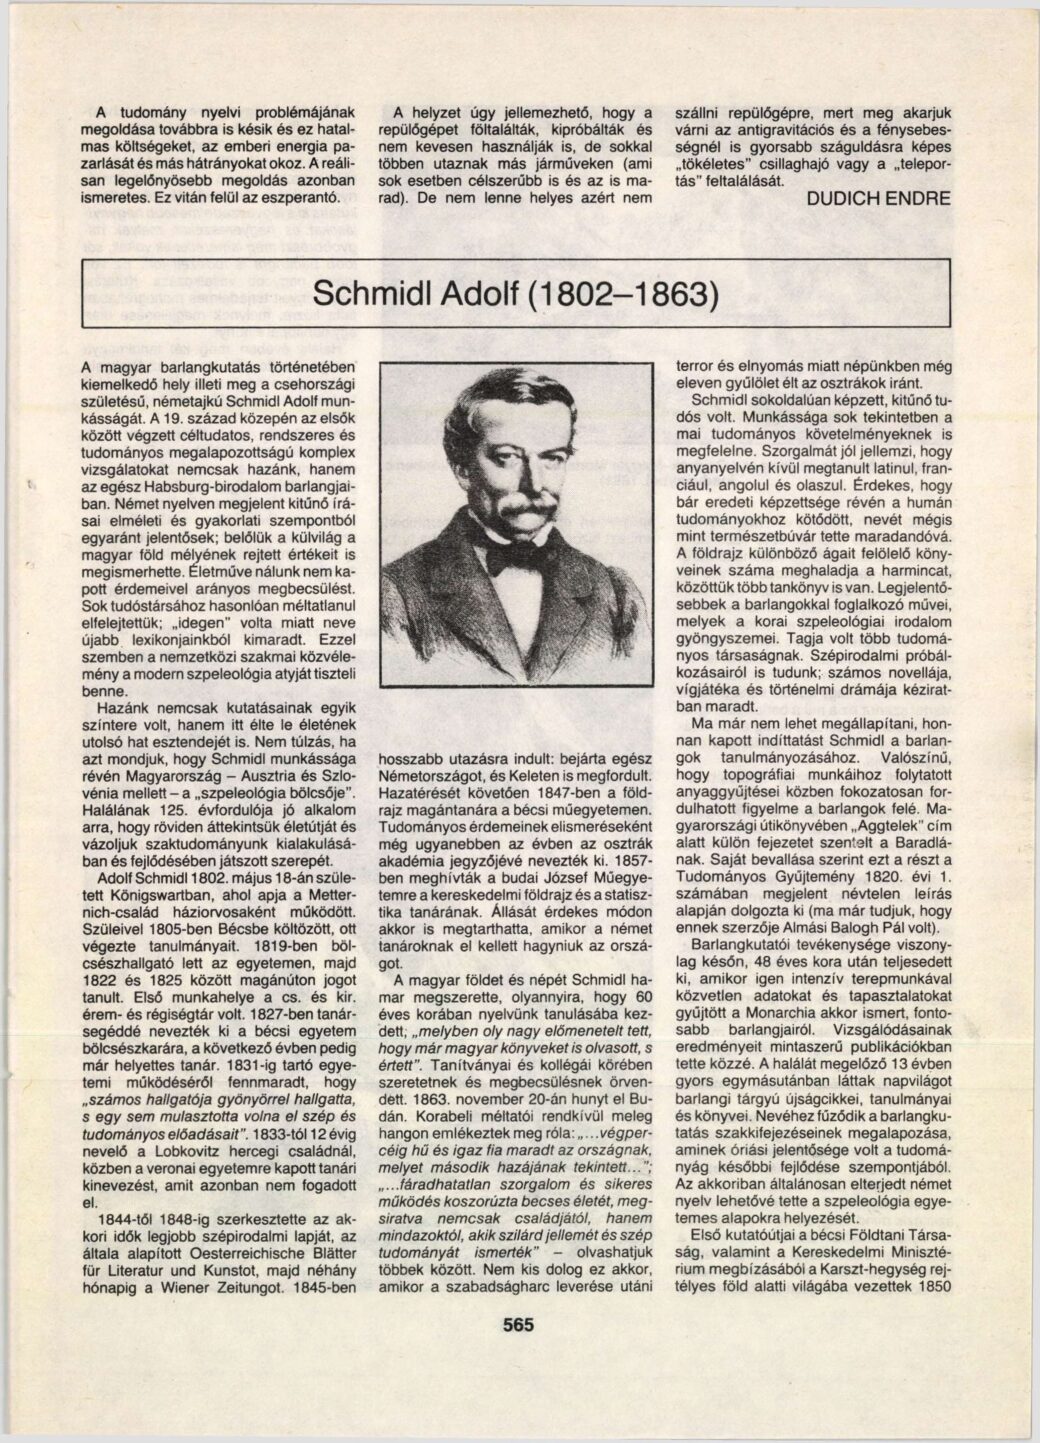 A tudomány nyelvi problémájának
megoldása továbbra is késik és ez hatal-
mas költségeket, az emberi energia pa-
zarlását és más hátrányokat okoz. A reáli-
san legelőnyösebb megoldás azonban
ismeretes. Ez vitán felül az eszperantó.
A helyzet úgy jellemezhető, hogy a
repülőgépet föltalálták, kipróbálták és
nem kevesen használják is, de sokkal
többen utaznak más járműveken (ami
sok esetben célszerűbb is és az is ma-
rad). De nem lenne helyes azért nem
szállni repülőgépre, mert meg akarjuk
várni az antigravitációs és a fénysebes-
ségnél is gyorsabb száguldásra képes
„tökéletes” csillaghajó vagy a „telepor-
tás” feltalálását.
DUDICH ENDRE
Schmidl Adolf (1802–1863)
A magyar barlangkutatás történetében
kiemelkedő hely illeti meg a csehországi
születésű, németajkú Schmidl Adolf mun-
kásságát. A 19. század közepén az elsők
között végzett céltudatos, rendszeres és
tudományos megalapozottságú komplex
vizsgálatokat nemcsak hazánk, hanem
az egész Habsburg-birodalom barlangjai-
ban. Német nyelven megjelent kitűnő írá-
sai elméleti és gyakorlati szempontból
egyaránt jelentősek; belőlük a külvilág a
magyar föld mélyének rejtett értékeit is
megismerhette. Életműve nálunk nem ka-
pott érdemeivel arányos megbecsülést.
Sok tudóstársához hasonlóan méltatlanul
elfelejtettük; „idegen” volta miatt neve
újabb lexikonjainkból kimaradt. Ezzel
szemben a nemzetközi szakmai közvéle-
mény a modern szpeleológia atyját tiszteli
benne.
Hazánk nemcsak kutatásainak egyik
színtere volt, hanem itt élte le életének
utolsó hat esztendejét is. Nem túlzás, ha
azt mondjuk, hogy Schmidl munkássága
révén Magyarország – Ausztria és Szlo-
vénia mellett – a „szpeleológia bölcsője”.
Halálának 125. évfordulója jó alkalom
arra, hogy röviden áttekintsük életútját és
vázoljuk szaktudományunk kialakulásá-
ban és fejlődésében játszott szerepét.
Adolf Schmidl 1802. május 18-án szüle-
tett Königswartban, ahol apja a Metter-
nich-család háziorvosaként működött.
Szüleivel 1805-ben Bécsbe költözött, ott
végezte tanulmányait. 1819-ben böl-
csészhallgató lett az egyetemen, majd
1822 és 1825 között magánúton jogot
tanult. Első munkahelye a cs. és kir.
érem- és régiségtár volt. 1827-ben tanár-
segéddé nevezték ki a bécsi egyetem
bölcsészkarára, a következő évben pedig
már helyettes tanár. 1831-ig tartó egye-
temi működéséről fennmaradt, hogy
„számos hallgatója gyönyörrel hallgatta,
s egy sem mulasztotta volna el szép és
tudományos előadásait”. 1833-tól 12 évig
nevelő a Lobkovitz hercegi családnál,
közben a veronai egyetemre kapott tanári
kinevezést, amit azonban nem fogadott
el.
1844-től 1848-ig szerkesztette az ak-
kori idők legjobb szépirodalmi lapját, az
általa alapított Oesterreichische Blätter
für Literatur und Kunstot, majd néhány
hónapig a Wiener Zeitungot. 1845-ben
hosszabb utazásra indult: bejárta egész
Németországot, és Keleten is megfordult.
Hazatérését követően 1847-ben a föld-
rajz magántanára a bécsi műegyetemen.
Tudományos érdemeinek elismeréseként
még ugyanebben az évben az osztrák
akadémia jegyzőjévé nevezték ki. 1857-
ben meghívták a budai József Műegye-
temre a kereskedelmi földrajz és a statisz-
tika tanárának. Állását érdekes módon
akkor is megtarthatta, amikor a német
tanároknak el kellett hagyniuk az orszá-
got.
A magyar földet és népét Schmidl ha-
mar megszerette, olyannyira, hogy 60
éves korában nyelvünk tanulásába kez-
dett; „melyben oly nagy előmenetelt tett,
hogy már magyar könyveket is olvasott, s
értett”. Tanítványai és kollégái körében
szeretetnek és megbecsülésnek örven-
dett. 1863. november 20-án hunyt el Bu-
dán. Korabeli méltatói rendkívül meleg
hangon emlékeztek meg róla: „...végper-
céig hű és igaz fia maradt az országnak,
melyet második hazájának tekintett...”;
„...fáradhatatlan szorgalom és sikeres
működés koszorúzta becses életét, meg-
siratva nemcsak családjától, hanem
mindazoktól, akik szilárd jellemét és szép
tudományát ismerték” – olvashatjuk
többek között. Nem kis dolog ez akkor,
amikor a szabadságharc leverése utáni
terror és elnyomás miatt népünkben még
eleven gyűlölet élt az osztrákok iránt.
Schmidl sokoldalúan képzett, kitűnő tu-
dós volt. Munkássága sok tekintetben a
mai tudományos követelményeknek is
megfelelne. Szorgalmát jól jellemzi, hogy
anyanyelvén kívül megtanult latinul, fran-
ciául, angolul és olaszul. Érdekes, hogy
bár eredeti képzettsége révén a humán
tudományokhoz kötődött, nevét mégis
mint természetbúvár tette maradandóvá.
A földrajz különböző ágait felölelő köny-
veinek száma meghaladja a harmincat,
közöttük több tankönyv is van. Legjelentő-
sebbek a barlangokkal foglalkozó művei,
melyek a korai szpeleológiai irodalom
gyöngyszemei. Tagja volt több tudomá-
nyos társaságnak. Szépirodalmi próbál-
kozásairól is tudunk; számos novellája,
vígjátéka és történelmi drámája kézirat-
ban maradt.
Ma már nem lehet megállapítani, hon-
nan kapott indíttatást Schmidl a barlan-
gok tanulmányozásához. Valószínű,
hogy topográfiai munkáihoz folytatott
anyaggyűjtései közben fokozatosan for-
dulhatott figyelme a barlangok felé. Ma-
gyarországi útikönyvében „Aggtelek” cím
alatt külön fejezetet szentelt a Baradlá-
nak. Saját bevallása szerint ezt a részt a
Tudományos Gyűjtemény 1820. évi 1.
számában megjelent névtelen leírás
alapján dolgozta ki (ma már tudjuk, hogy
ennek szerzője Almási Balogh Pál volt).
Barlangkutatói tevékenysége viszony-
lag későn, 48 éves kora után teljesedett
ki, amikor igen intenzív terepmunkával
közvetlen adatokat és tapasztalatokat
gyűjtött a Monarchia akkor ismert, fonto-
sabb barlangjairól. Vizsgálódásainak
eredményeit mintaszerű publikációkban
tette közzé. A halálát megelőző 13 évben
gyors egymásutánban láttak napvilágot
barlangi tárgyú újságcikkei, tanulmányai
és könyvei. Nevéhez fűződik a barlangku-
tatás szakkifejezéseinek megalapozása,
aminek óriási jelentősége volt a tudomá-
nyág későbbi fejlődése szempontjából.
Az akkoriban általánosan elterjedt német
nyelv lehetővé tette a szpeleológia egye-
temes alapokra helyezését.
Első kutatóútjai a bécsi Földtani Társa-
ság, valamint a Kereskedelmi Miniszté-
rium megbízásából a Karszt-hegység rej-
télyes föld alatti világába vezettek 1850
565